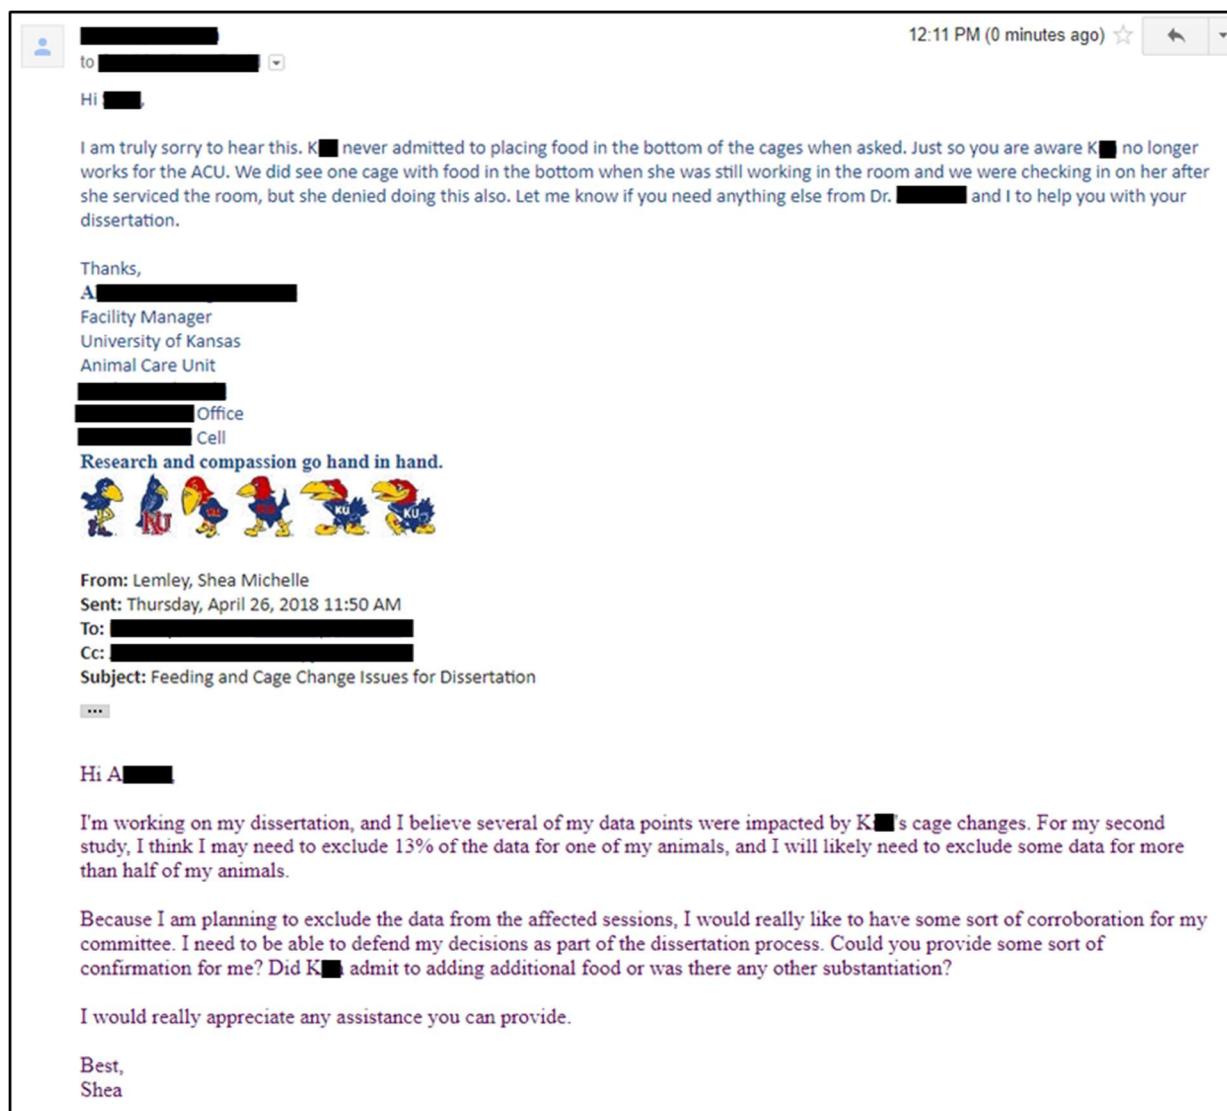 12:11 PM (0 minutes ago)
to
Hi
I am truly sorry to hear this. K never admitted to placing food in the bottom of the cages when asked. Just so you are aware K no longer
works for the ACU. We did see one cage with food in the bottom when she was still working in the room and we were checking in on her after
she serviced the room, but she denied doing this also. Let me know if you need anything else from Dr. and I to help you with your
dissertation.
Thanks,
A
Facility Manager
University of Kansas
Animal Care Unit
Office
Cell
Research and compassion go hand in hand.
KU KU
From: Lemley, Shea Michelle
Sent: Thursday, April 26, 2018 11:50 AM
To:
Cc:
Subject: Feeding and Cage Change Issues for Dissertation
...
Hi A
I'm working on my dissertation, and I believe several of my data points were impacted by K's cage changes. For my second
study, I think I may need to exclude 13% of the data for one of my animals, and I will likely need to exclude some data for more
than half of my animals.
Because I am planning to exclude the data from the affected sessions, I would really like to have some sort of corroboration for my
committee. I need to be able to defend my decisions as part of the dissertation process. Could you provide some sort of
confirmation for me? Did K admit to adding additional food or was there any other substantiation?
I would really appreciate any assistance you can provide.
Best,
Shea